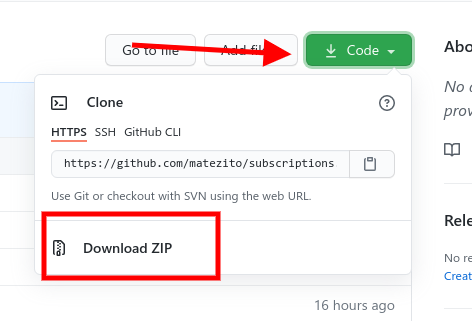 Go to file
Add fil
Code
Abo
Clone
No d
prov
HTTPS SSH GitHub CLI
https://github.com/matezito/subscriptions
Use Git or checkout with SVN using the web URL.
Rele
Download ZIP
No re
Creat
16 hours ago